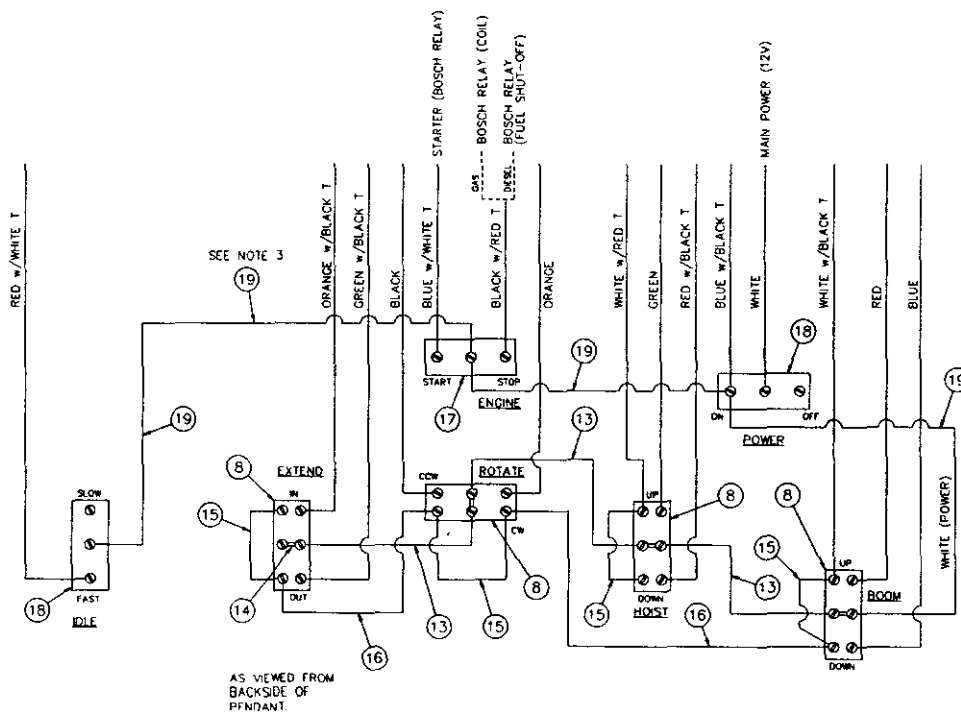 STARTER (BOSCH RELAY)
GAS
BOSCH RELAY (COIL)
DIESEL
BOSCH RELAY
(FUEL SHUT-OFF)
MAIN POWER (12V)
RED w/WHITE T
ORANGE w/BLACK T
GREEN w/BLACK T
BLACK
BLUE w/WHITE T
BLACK w/RED T
ORANGE
WHITE w/RED T
GREEN
RED w/BLACK T
BLUE w/BLACK T
WHITE
WHITE w/BLACK T
RED
BLUE
SEE NOTE 3
19
18
START
STOP
17
ENGINE
19
ON
OFF
POWER
19
19
13
EXTEND
8
IN
15
14
OUT
CCW
ROTATE
CW
8
UP
8
8
SLOW
FAST
18
IDLE
16
13
15
15
DOWN
HOIST
13
15
16
UP
BOOM
DOWN
WHITE (POWER)
AS VIEWED FROM
BACKSIDE OF
PENDANT.